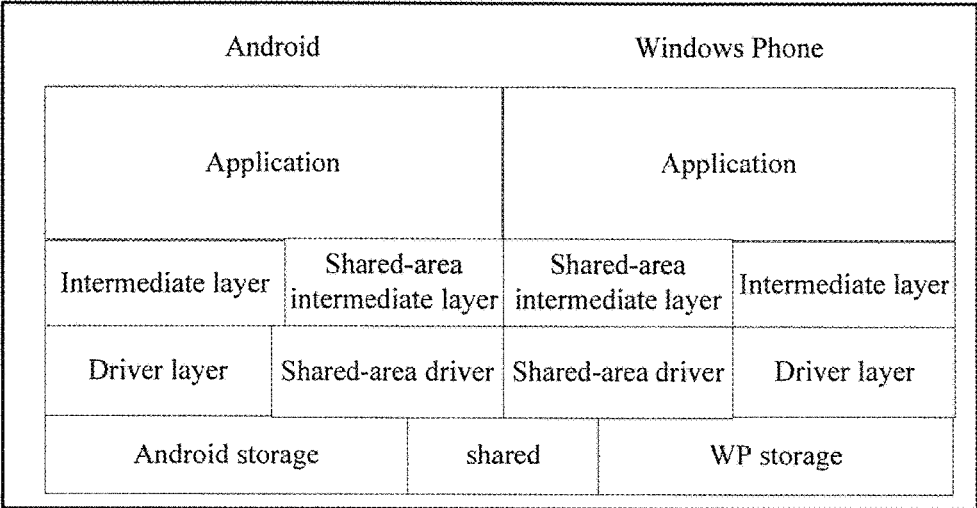 Android
Windows Phone
Application
Application
Intermediate layer
Shared-area
intermediate layer
Shared-area
intermediate layer
Intermediate layer
Driver layer
Shared-area driver
Shared-area driver
Driver layer
Android storage
shared
WP storage